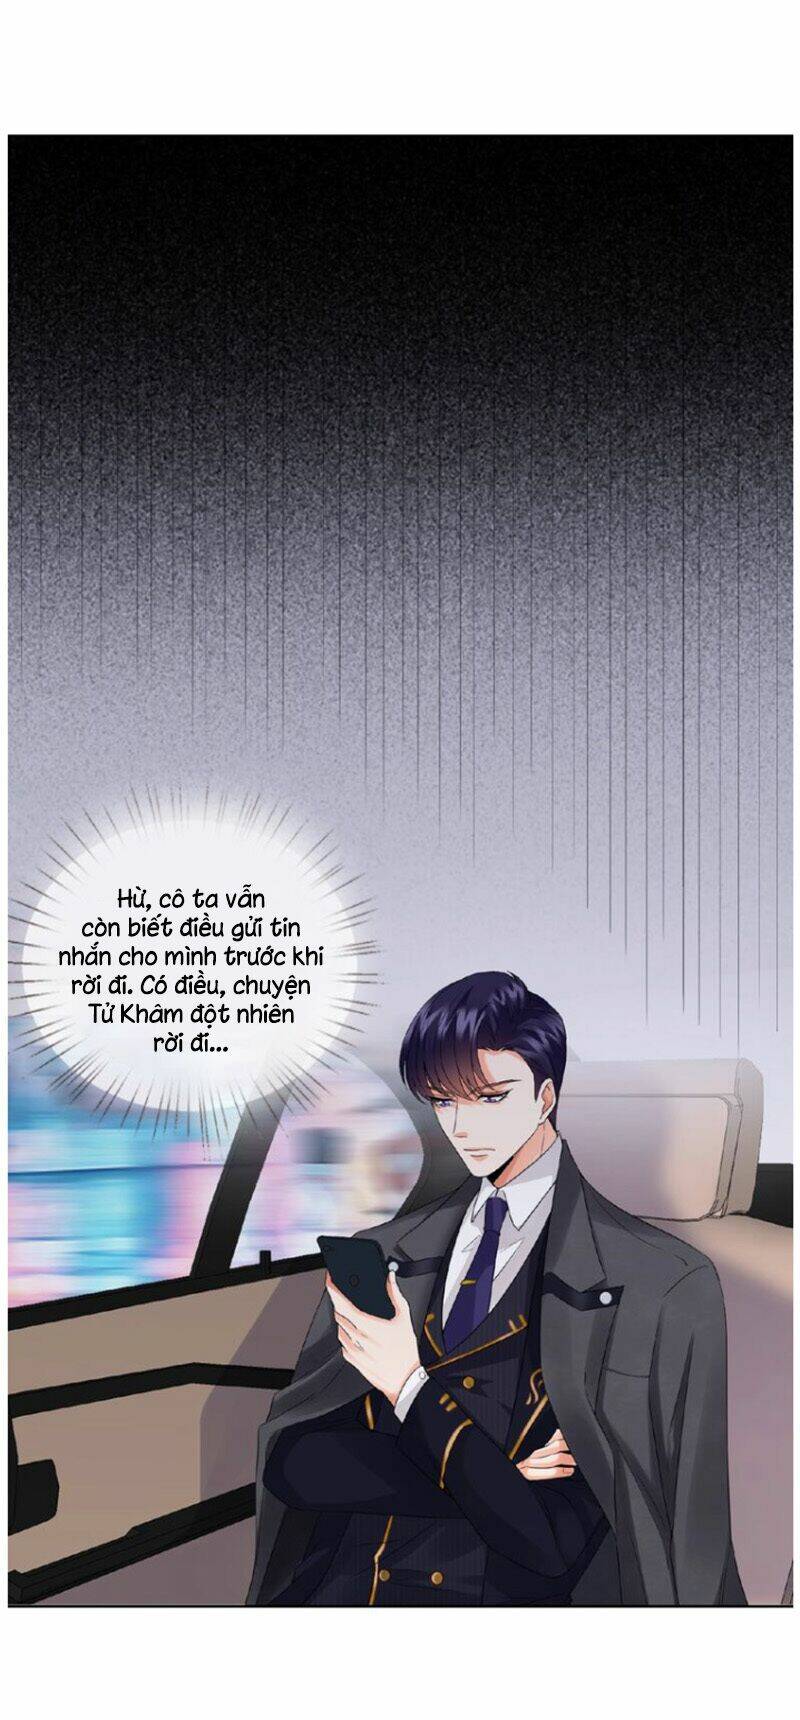 Hừ, cô ta vẫn
còn biết điều gửi tin
nhắn cho mình trước khi
rời đi. Có điều, chuyện
Tử Khâm đột nhiên
rời đi...